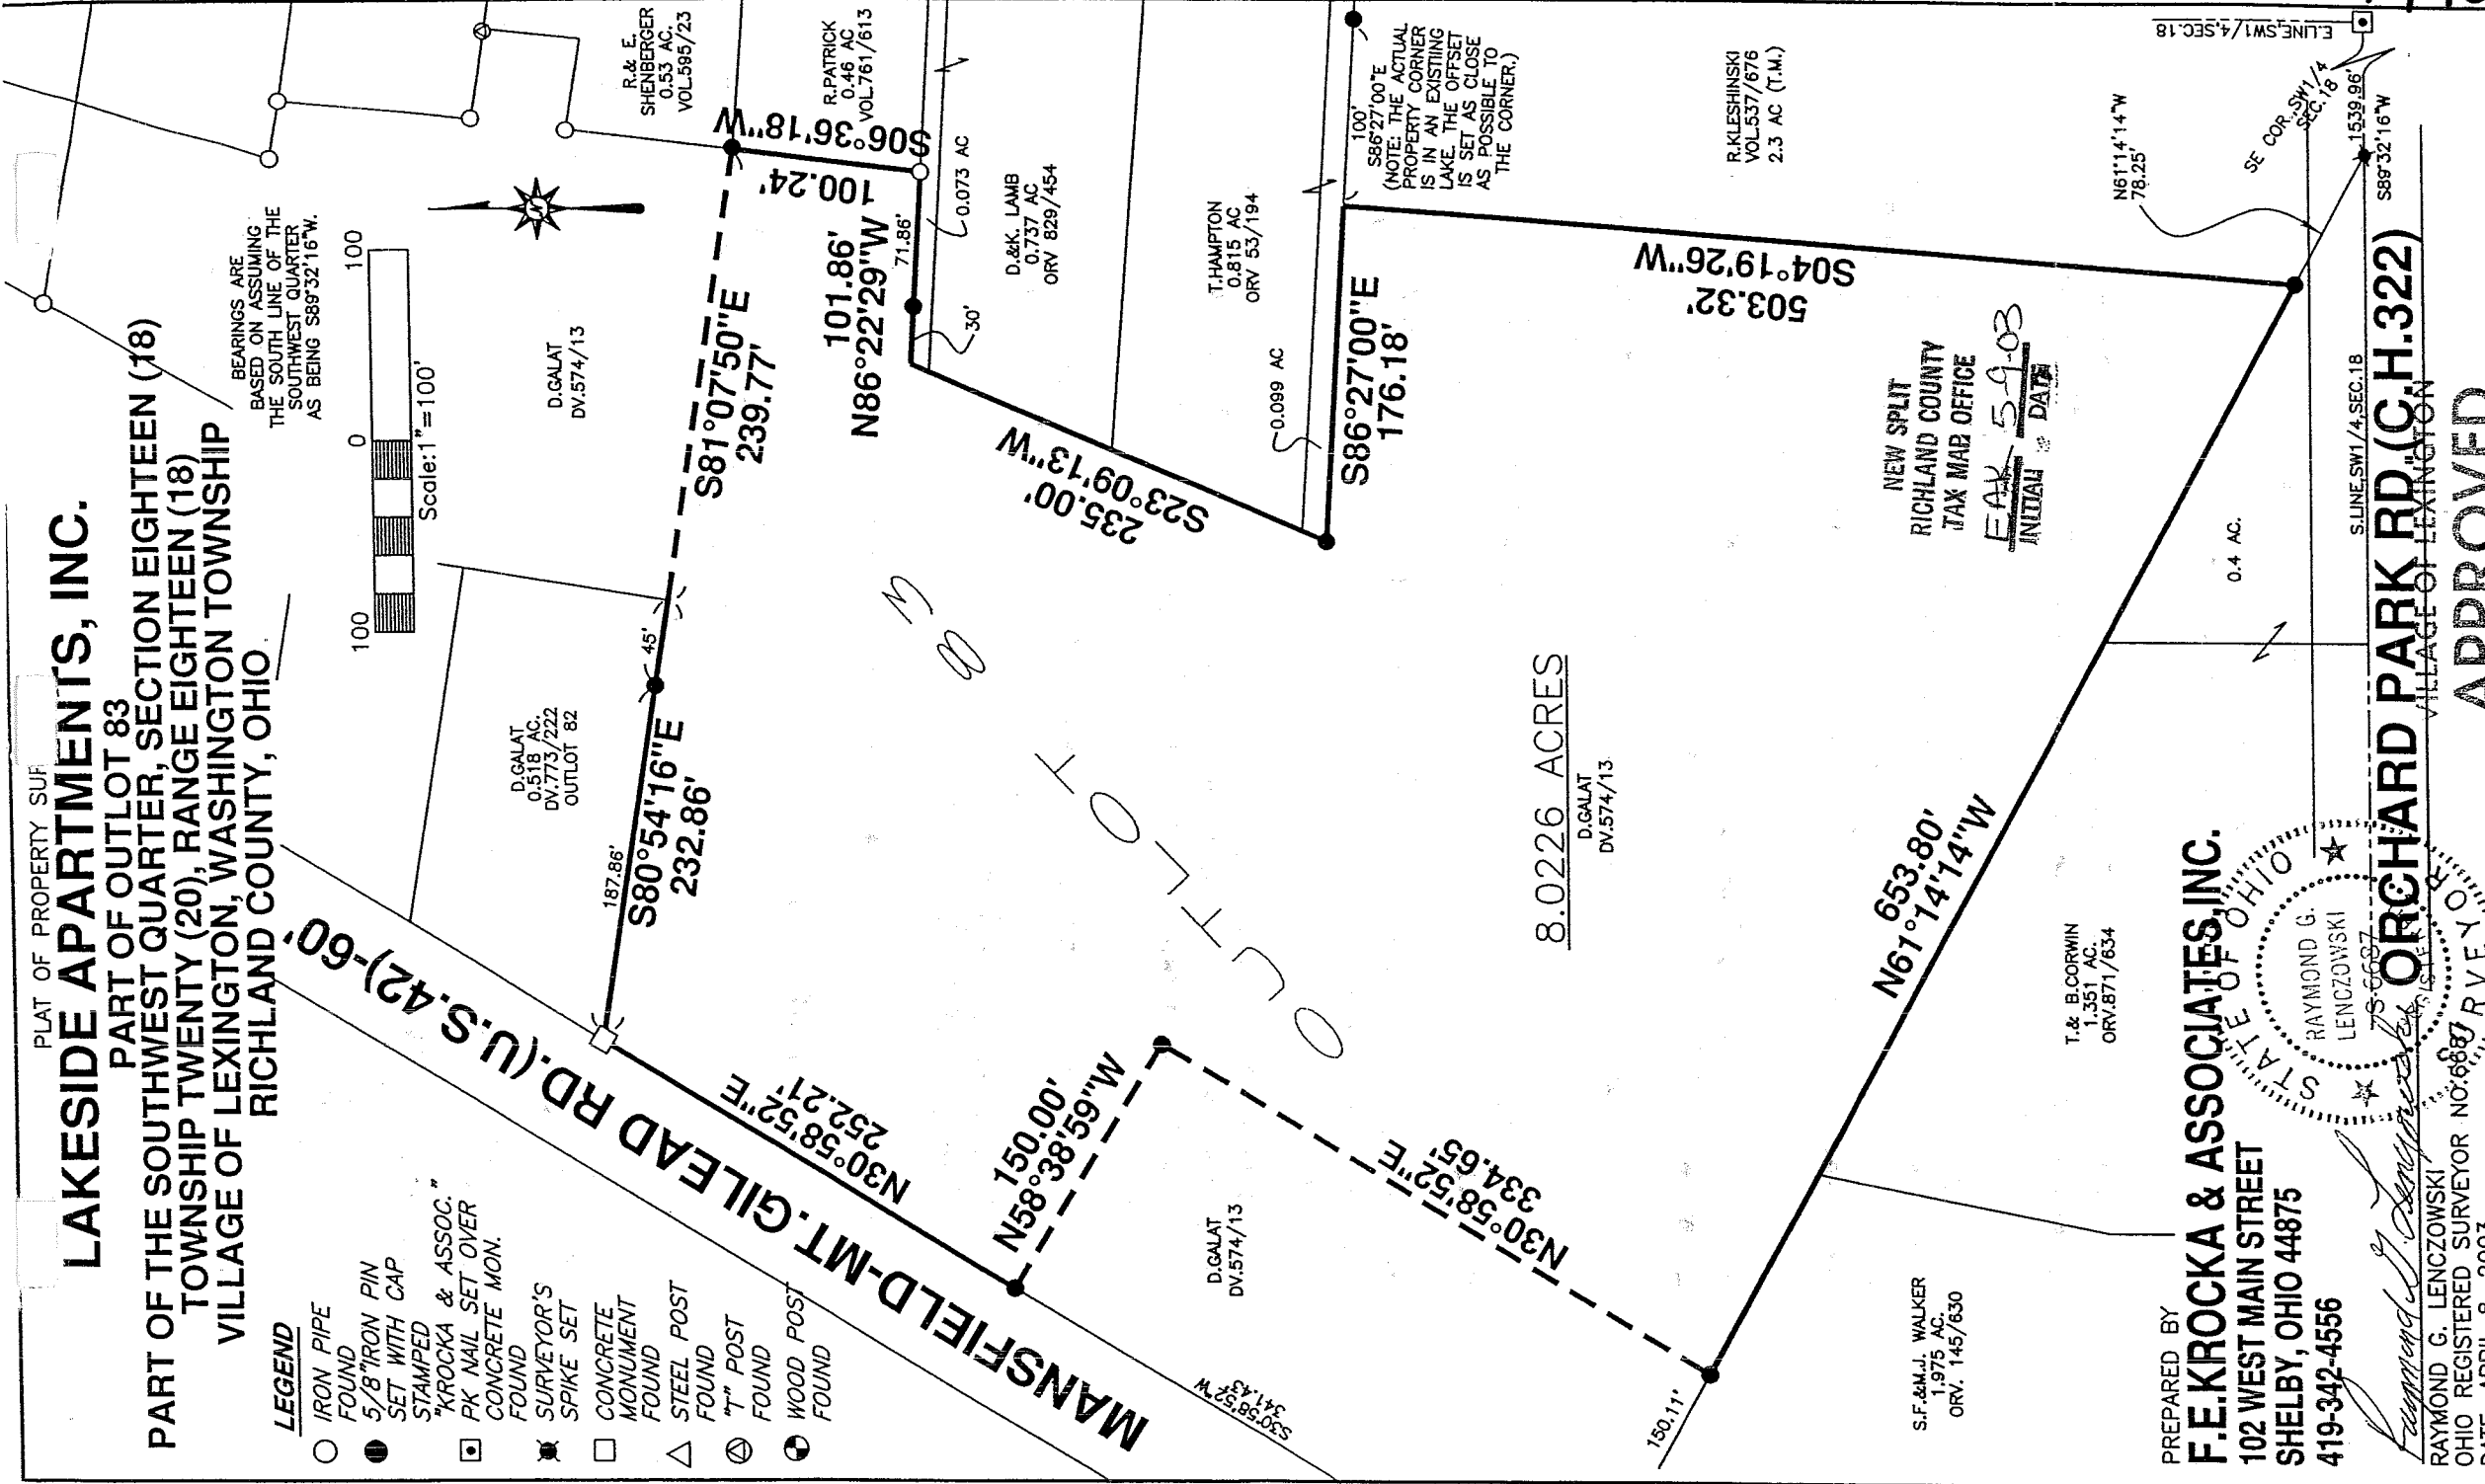 PLAT OF PROPERTY SUR
LAKESIDE APARTMENTS, INC.
PART OF OUTLOT 83
PART OF THE SOUTHWEST QUARTER, SECTION EIGHTEEN (18)
TOWNSHIP TWENTY (20), RANGE EIGHTEEN (18)
VILLAGE OF LEXINGTON, WASHINGTON TOWNSHIP
RICHLAND COUNTY, OHIO
LEGEND
IRON PIPE
FOUND
5/8"IRON PIN
SET WITH CAP
STAMPED
"KROCKA & ASSOC."
PK NAIL SET OVER
CONCRETE MON.
FOUND
SURVEYOR'S
SPIKE SET
CONCRETE
MONUMENT
FOUND
STEEL POST
FOUND
"T" POST
FOUND
WOOD POST
FOUND
BEARINGS ARE
BASED ON ASSUMING
THE SOUTH LINE OF THE
SOUTHWEST QUARTER
AS BEING S89°32'16"W.
100
0
100
Scale:1"=100'
N
MANSFIELD-MT.GILEAD RD.(U.S.42)-60'
D.GALAT
0.518 AC.
DV.773/222
OUTLOT 82
D.GALAT
DV.574/13
R.& E.
SHENBERGER
0.53 AC.
VOL.595/23
R.PATRICK
0.46 AC
VOL.761/613
187.86'
45'
S80°54'16"E
232.86'
S81°07'50"E
239.77'
S06°36'18"W
100.24'
101.86'
N86°22'29"W
71.86'
30'
0.073 AC
D.&K. LAMB
0.737 AC
ORV 829/454
T.HAMPTON
0.815 AC
ORV 553/194
0.099 AC
S23°09'13"W
235.00'
S86°27'00"E
176.18'
100'
S86°27'00"E
(NOTE: THE ACTUAL
PROPERTY CORNER
IS IN AN EXISTING
LAKE. THE OFFSET
IS SET AS CLOSE
AS POSSIBLE TO
THE CORNER.)
R.KLESHINSKI
VOL.537/676
2.3 AC (T.M.)
S04°19'26"W
503.32'
N30°58'52"E
252.21'
150.00'
N58°38'59"W
N30°58'52"E
334.65'
S30°58'52"W
341.43'
D.GALAT
DV.574/13
OUTLOT 83
8.0226 ACRES
D.GALAT
DV.574/13
NEW SPLIT
RICHLAND COUNTY
TAX MAP OFFICE
EAK 5-9-03
INITIAL DATE
653.80'
N61°14'14"W
150.11'
N61°14'14"W
78.25'
S.F.&M.J. WALKER
1.975 AC.
ORV. 145/630
T.& B.CORWIN
1.351 AC.
ORV.871/634
0.4 AC.
S.LINE,SW1/4,SEC.18
SE COR.,SW1/4
SEC.18
E.LINE,SW1/4,SEC.18
1539.96'
S89°32'16"W
ORCHARD PARK RD.(C.H.322)
VILLAGE OF LEXINGTON
APPROVED
PREPARED BY
F.E.KROCKA & ASSOCIATES,INC.
102 WEST MAIN STREET
SHELBY, OHIO 44875
419-342-4556
STATE OF OHIO
RAYMOND G.
LENCZOWSKI
S-6687
SURVEYOR
RAYMOND G. LENCZOWSKI
OHIO REGISTERED SURVEYOR NO.6687
DATE APRIL 8, 2003